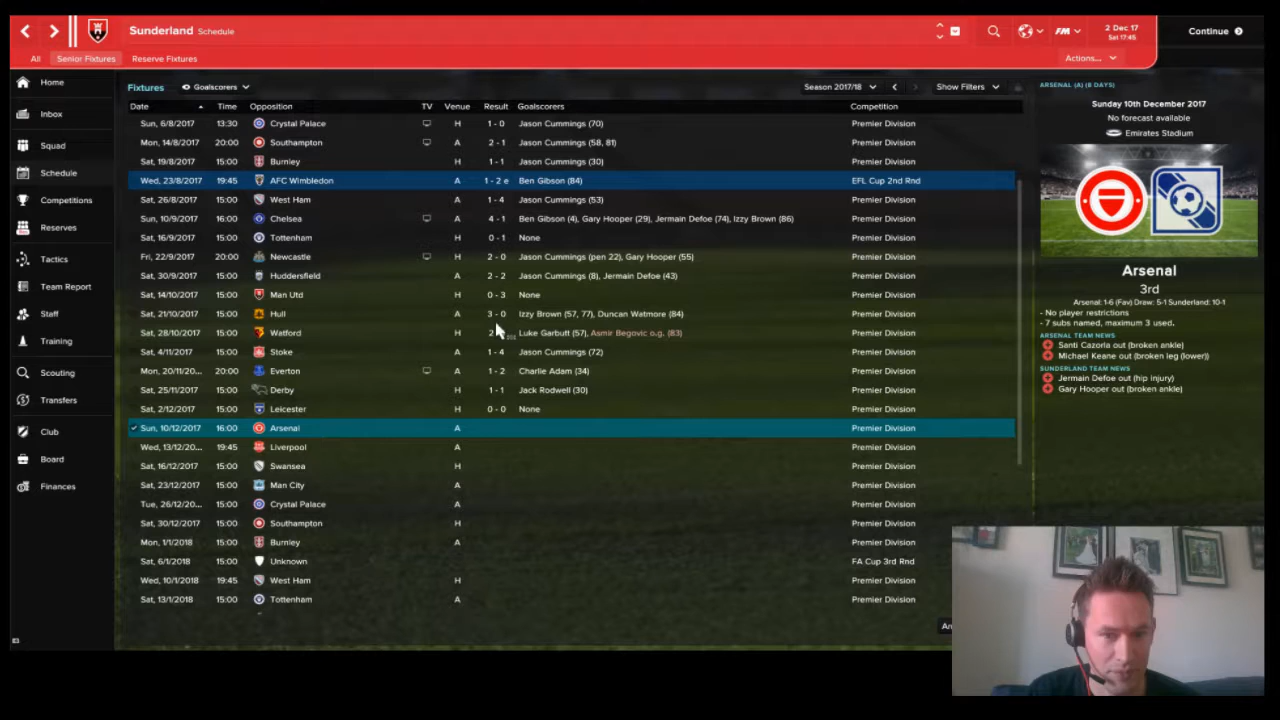 Sunderland Schedule
2 Dec 17
Sat 17:45
FM
Continue
All Senior Fixtures Reserve Fixtures
Actions...
Home
Inbox
Squad
Schedule
Competitions
Reserves
Tactics
Team Report
Staff
Training
Scouting
Transfers
Club
Board
Finances
Fixtures Goalscorers Season 2017/18 Show Filters
Date Time Opposition TV Venue Result Goalscorers Competition
Sun, 6/8/2017 13:30 Crystal Palace H 1 - 0 Jason Cummings (70) Premier Division
Mon, 14/8/2017 20:00 Southampton A 2 - 1 Jason Cummings (58, 81) Premier Division
Sat, 19/8/2017 15:00 Burnley H 1 - 1 Jason Cummings (30) Premier Division
Wed, 23/8/2017 19:45 AFC Wimbledon A 1 - 2 e Ben Gibson (84) EFL Cup 2nd Rnd
Sat, 26/8/2017 15:00 West Ham A 1 - 4 Jason Cummings (53) Premier Division
Sun, 10/9/2017 16:00 Chelsea A 4 - 1 Ben Gibson (4), Gary Hooper (29), Jermain Defoe (74), Izzy Brown (86) Premier Division
Sat, 16/9/2017 15:00 Tottenham H 0 - 1 None Premier Division
Fri, 22/9/2017 20:00 Newcastle H 2 - 0 Jason Cummings (pen 22), Gary Hooper (55) Premier Division
Sat, 30/9/2017 15:00 Huddersfield A 2 - 2 Jason Cummings (8), Jermain Defoe (43) Premier Division
Sat, 14/10/2017 15:00 Man Utd H 0 - 3 None Premier Division
Sat, 21/10/2017 15:00 Hull A 3 - 0 Izzy Brown (57, 77), Duncan Watmore (84) Premier Division
Sat, 28/10/2017 15:00 Watford H 2 Luke Garbutt (57), Asmir Begovic o.g. (83) Premier Division
Sat, 4/11/2017 15:00 Stoke A 1 - 4 Jason Cummings (72) Premier Division
Mon, 20/11/20... 20:00 Everton A 1 - 2 Charlie Adam (34) Premier Division
Sat, 25/11/2017 15:00 Derby H 1 - 1 Jack Rodwell (30) Premier Division
Sat, 2/12/2017 15:00 Leicester H 0 - 0 None Premier Division
Sun, 10/12/2017 16:00 Arsenal A Premier Division
Wed, 13/12/20... 19:45 Liverpool A Premier Division
Sat, 16/12/2017 15:00 Swansea H Premier Division
Sat, 23/12/2017 15:00 Man City A Premier Division
Tue, 26/12/20... 15:00 Crystal Palace A Premier Division
Sat, 30/12/2017 15:00 Southampton H Premier Division
Mon, 1/1/2018 15:00 Burnley A Premier Division
Sat, 6/1/2018 15:00 Unknown FA Cup 3rd Rnd
Wed, 10/1/2018 19:45 West Ham H Premier Division
Sat, 13/1/2018 15:00 Tottenham A Premier Division
ARSENAL (A) (8 DAYS)
Sunday 10th December 2017
No forecast available
Emirates Stadium
Arsenal
3rd
Arsenal: 1-6 (Fav) Draw: 5-1 Sunderland: 10-1
- No player restrictions
- 7 subs named, maximum 3 used.
ARSENAL TEAM NEWS
Santi Cazorla out (broken ankle)
Michael Keane out (broken leg (lower))
SUNDERLAND TEAM NEWS
Jermain Defoe out (hip injury)
Gary Hooper out (broken ankle)